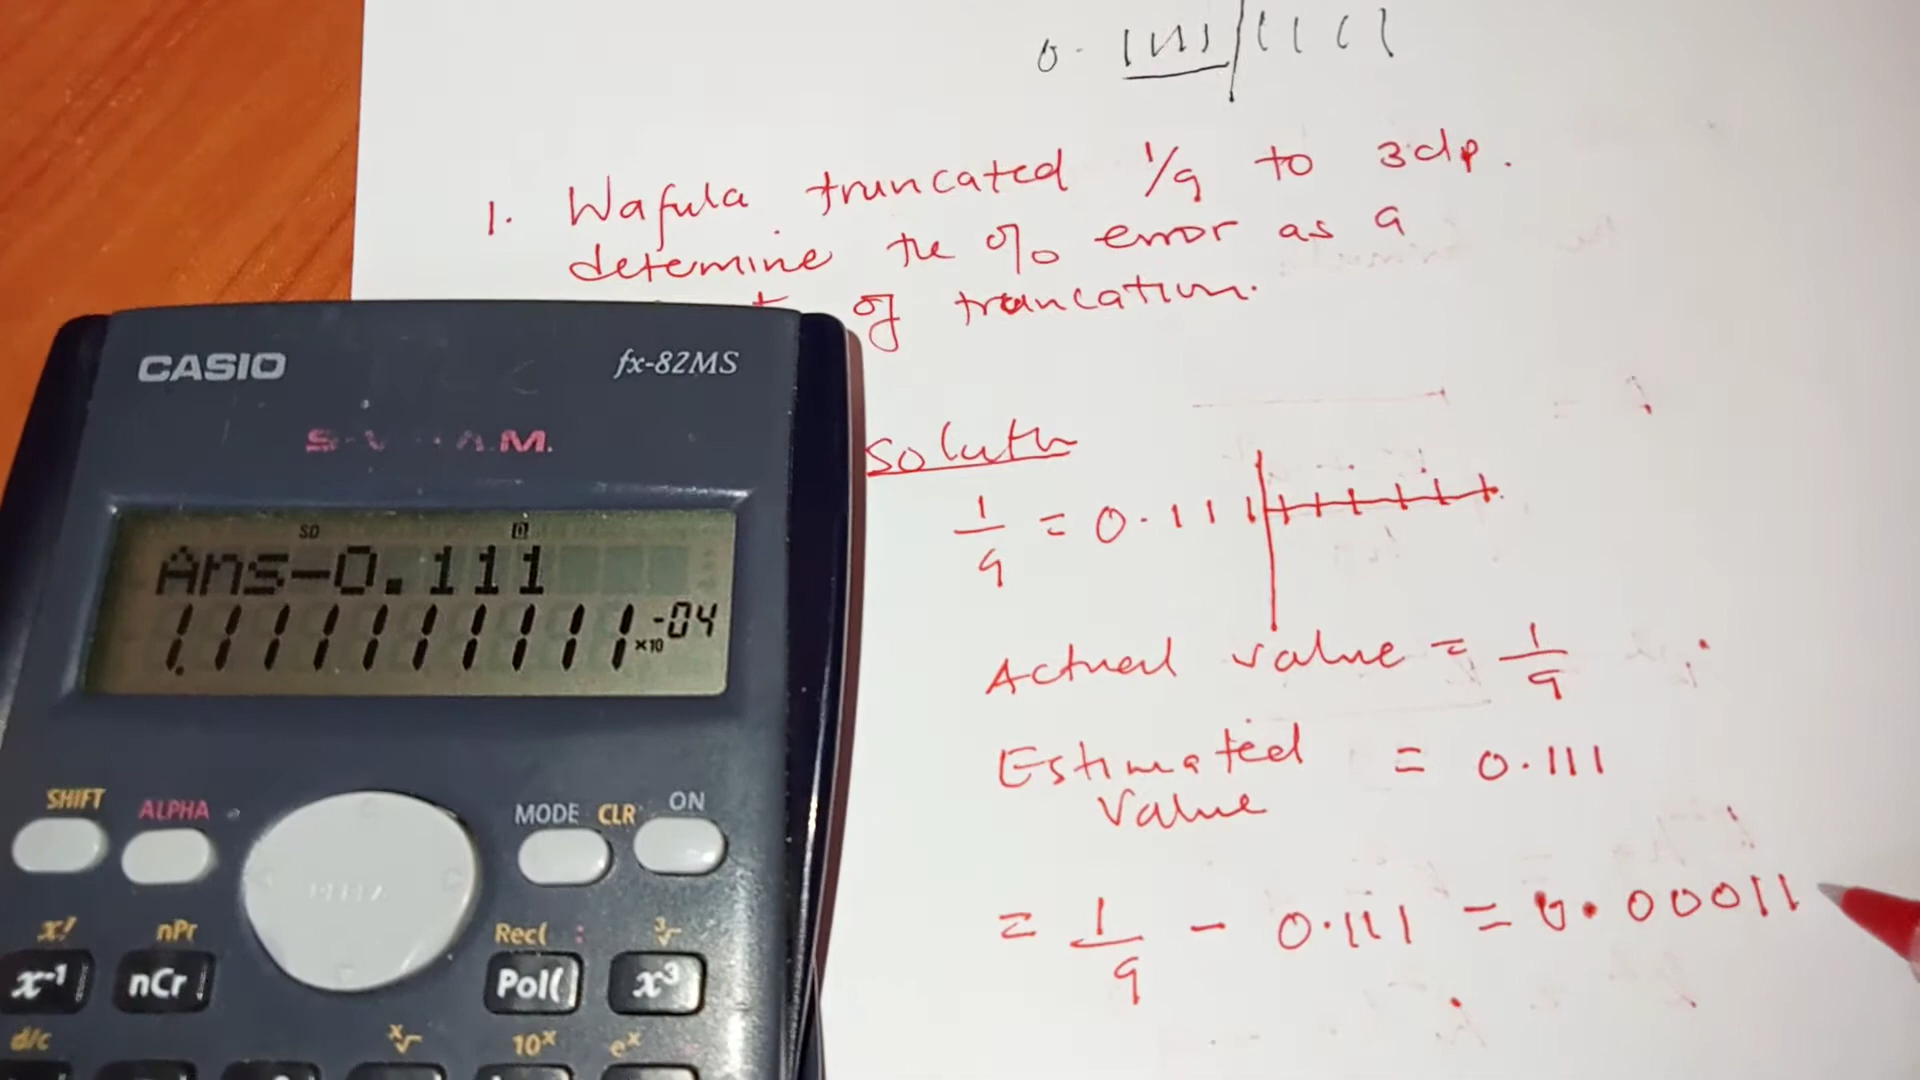 0.1111/1111
1. Wafula truncated 1/9 to 3dp.
detemine the % error as a
of truncation.
Soluth
1/9 = 0.111
Actual value = 1/9
Estimated = 0.111
Value
= 1/9 - 0.111 = 0.00011
CASIO fx-82MS
S-V.P.A.M.
SD D
Ans-0.111
1.111111111×10-04
SHIFT ALPHA MODE CLR ON
x! nPr Rec( : ³√
x-1 nCr Pol( x3
d/c x√ 10x ex